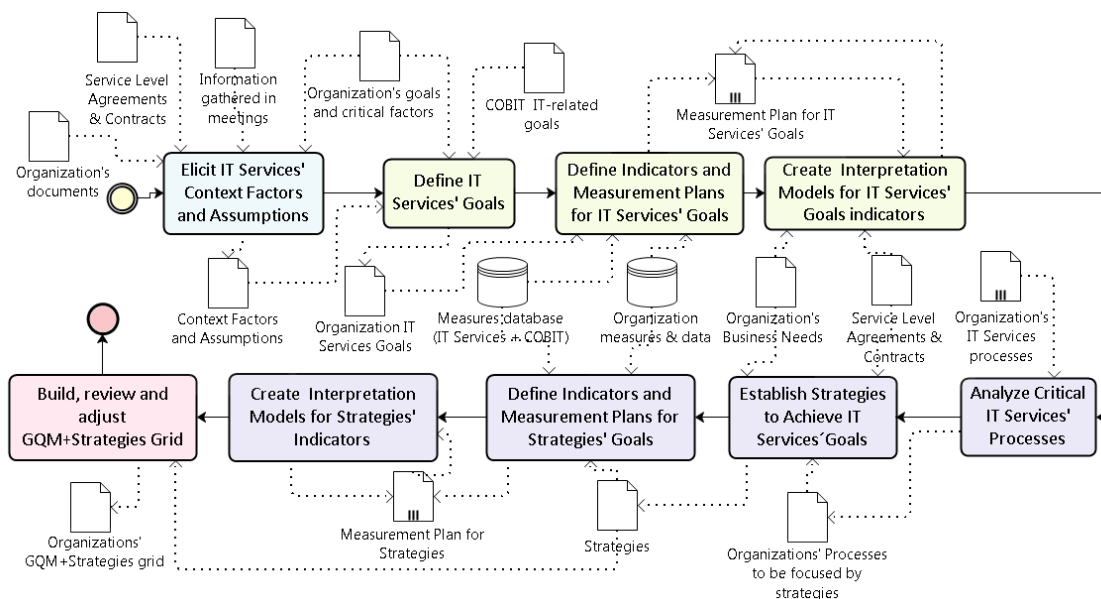 Service Level
Agreements
& Contracts
Information
gathered in
meetings
Organization's goals
and critical factors
COBIT IT-related
goals
Measurement Plan for IT
Services' Goals
Organization's
documents
Elicit IT Services'
Context Factors
and Assumptions
Define IT
Services' Goals
Define Indicators and
Measurement Plans
for IT Services' Goals
Create Interpretation
Models for IT Services'
Goals indicators
Context Factors
and Assumptions
Organization IT
Services Goals
Measures database
(IT Services + COBIT)
Organization
measures & data
Organization's
Business Needs
Service Level
Agreements &
Contracts
Organization's
IT Services
processes
Build, review and
adjust
GQM+Strategies Grid
Create Interpretation
Models for Strategies'
Indicators
Define Indicators and
Measurement Plans for
Strategies' Goals
Establish Strategies
to Achieve IT
Services´Goals
Analyze Critical
IT Services'
Processes
Organizations'
GQM+Strategies grid
Measurement Plan for
Strategies
Strategies
Organizations' Processes
to be focused by
strategies